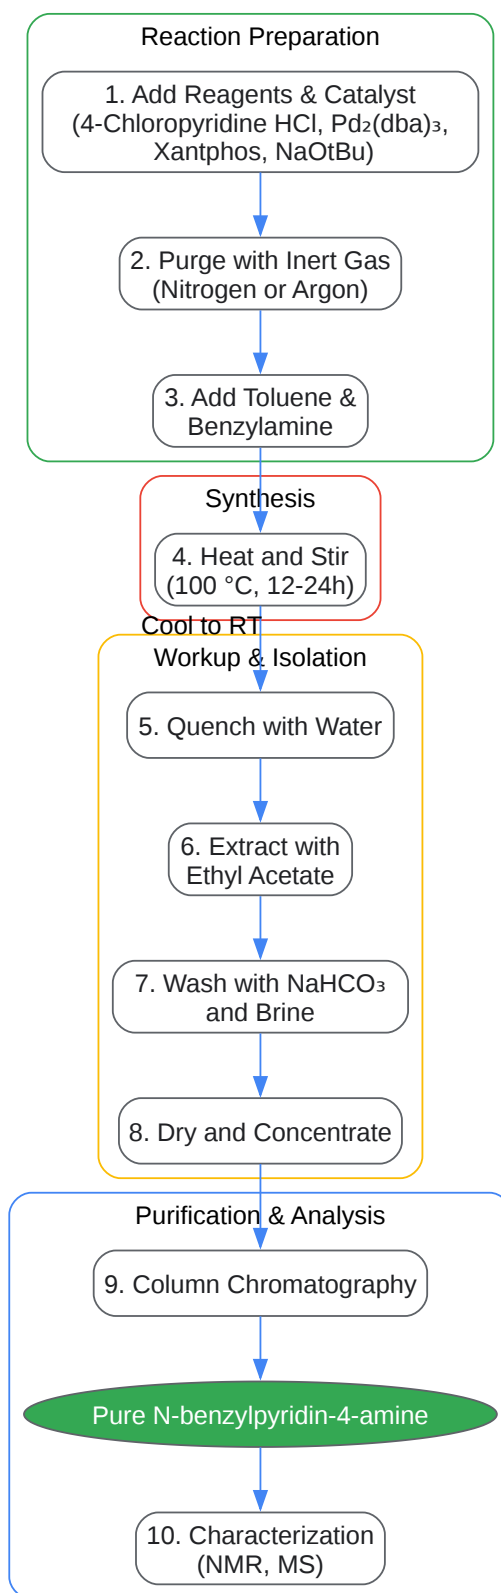 Reaction Preparation
1. Add Reagents & Catalyst
(4-Chloropyridine HCl, Pd₂(dba)₃,
Xantphos, NaOtBu)
2. Purge with Inert Gas
(Nitrogen or Argon)
3. Add Toluene &
Benzylamine
Synthesis
4. Heat and Stir
(100 °C, 12-24h)
Cool to RT
Workup & Isolation
5. Quench with Water
6. Extract with
Ethyl Acetate
7. Wash with NaHCO₃
and Brine
8. Dry and Concentrate
Purification & Analysis
9. Column Chromatography
Pure N-benzylpyridin-4-amine
10. Characterization
(NMR, MS)